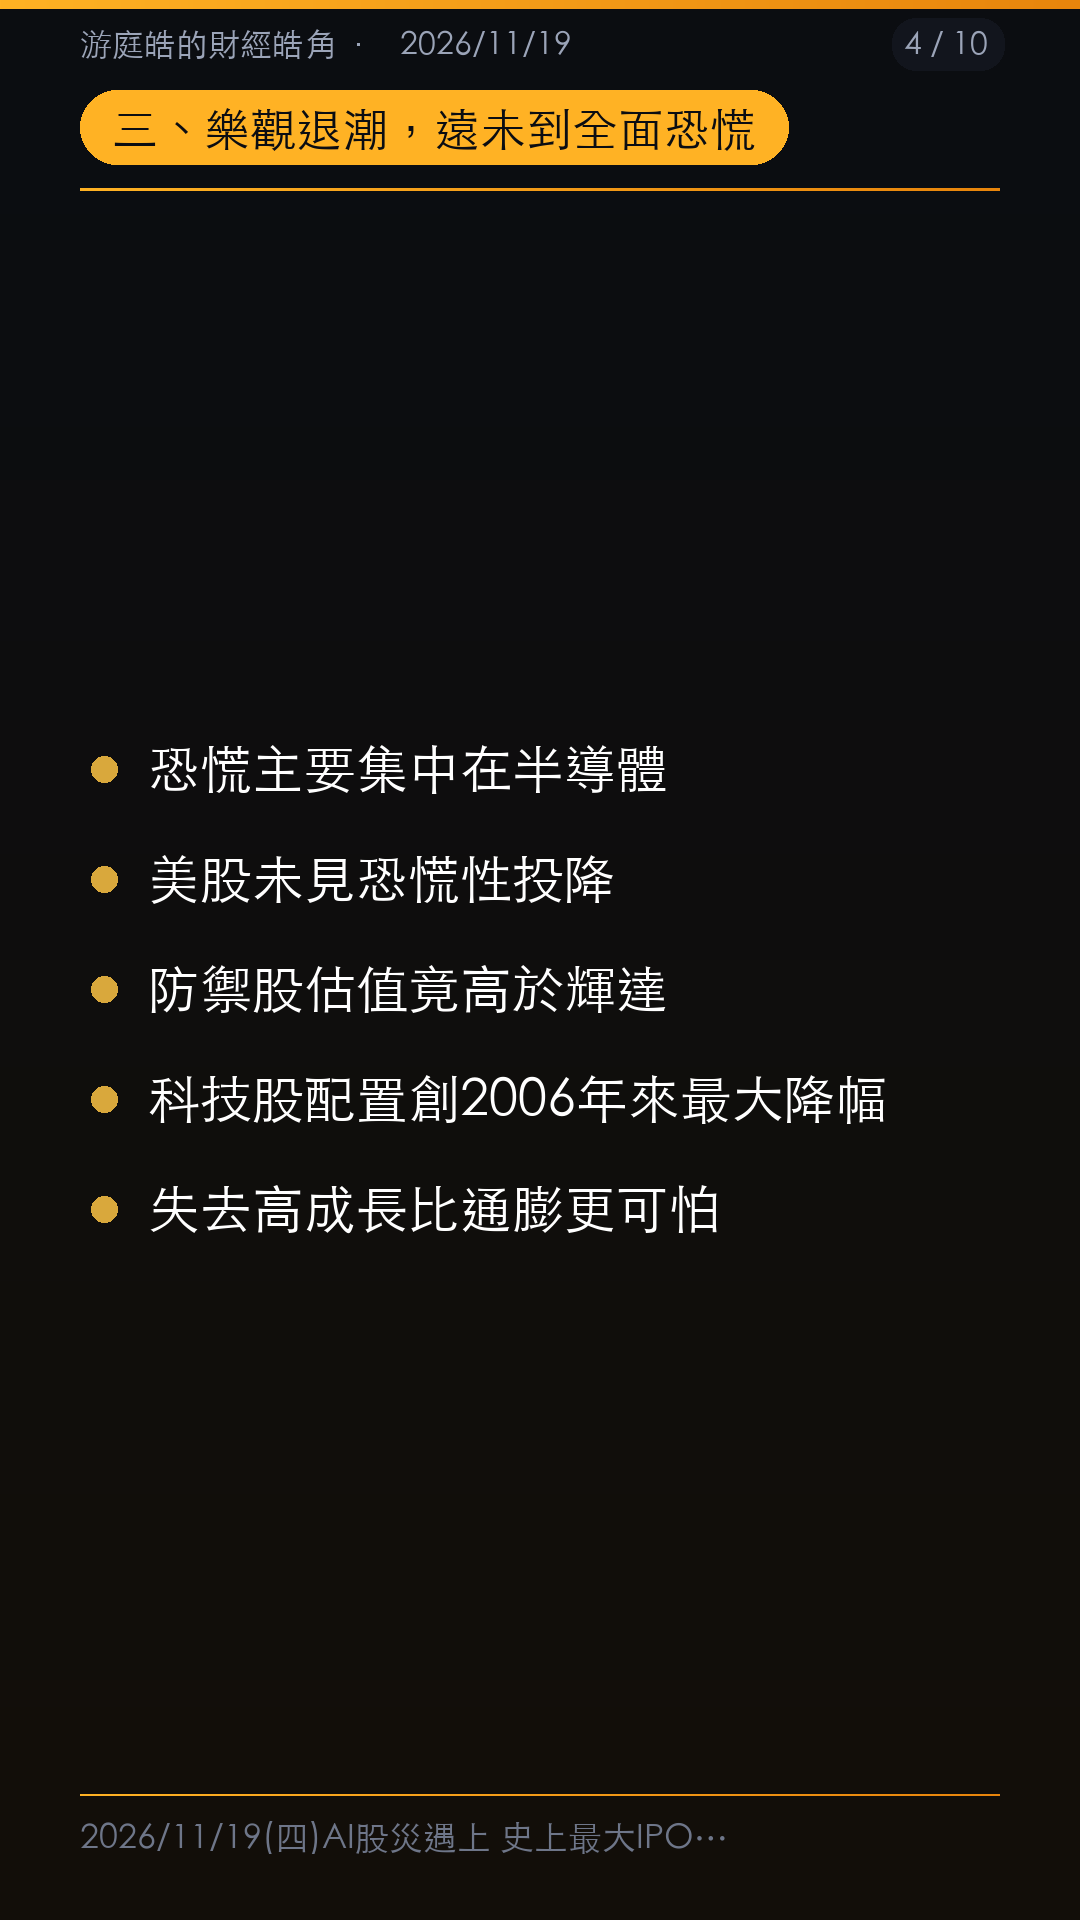 游庭皓的財經皓角 · 2026/11/19
4 / 10
三、樂觀退潮，遠未到全面恐慌
恐慌主要集中在半導體
美股未見恐慌性投降
防禦股估值竟高於輝達
科技股配置創2006年來最大降幅
失去高成長比通膨更可怕
2026/11/19(四)AI股災遇上 史上最大IPO⋯